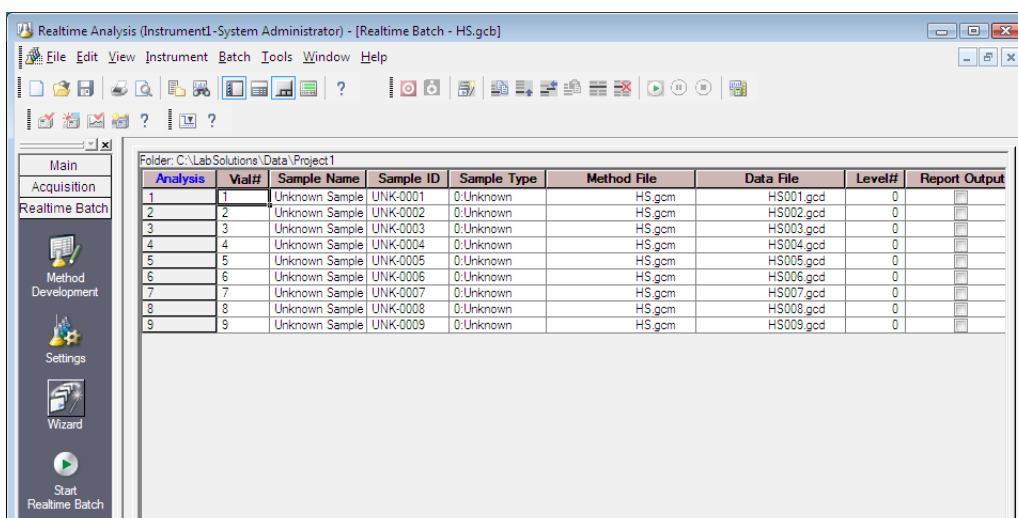 Realtime Analysis (Instrument1-System Administrator) - [Realtime Batch - HS.gcb]
File Edit View Instrument Batch Tools Window Help
?
? ?
Main
Acquisition
Realtime Batch
Method
Development
Settings
Wizard
Start
Realtime Batch
Folder: C:\LabSolutions\Data\Project1
Analysis Vial# Sample Name Sample ID Sample Type Method File Data File Level# Report Output
1 1 Unknown Sample UNK-0001 0:Unknown HS.gcm HS001.gcd 0
2 2 Unknown Sample UNK-0002 0:Unknown HS.gcm HS002.gcd 0
3 3 Unknown Sample UNK-0003 0:Unknown HS.gcm HS003.gcd 0
4 4 Unknown Sample UNK-0004 0:Unknown HS.gcm HS004.gcd 0
5 5 Unknown Sample UNK-0005 0:Unknown HS.gcm HS005.gcd 0
6 6 Unknown Sample UNK-0006 0:Unknown HS.gcm HS006.gcd 0
7 7 Unknown Sample UNK-0007 0:Unknown HS.gcm HS007.gcd 0
8 8 Unknown Sample UNK-0008 0:Unknown HS.gcm HS008.gcd 0
9 9 Unknown Sample UNK-0009 0:Unknown HS.gcm HS009.gcd 0